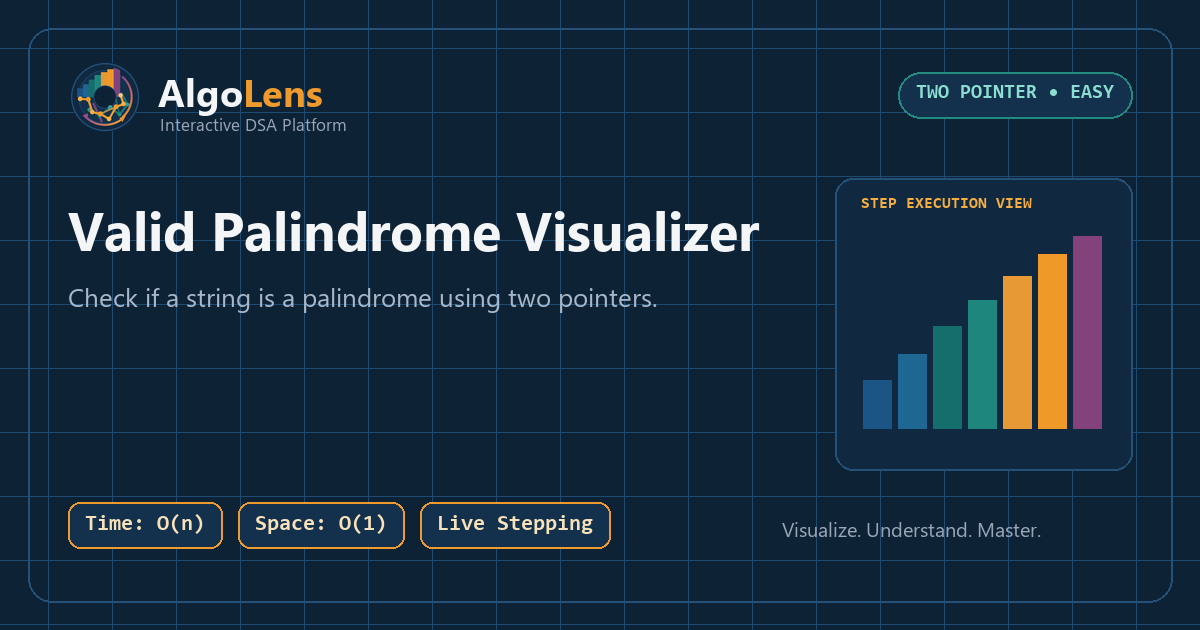 AlgoLens
Interactive DSA Platform
TWO POINTER • EASY
Valid Palindrome Visualizer
Check if a string is a palindrome using two pointers.
STEP EXECUTION VIEW
Time: O(n)
Space: O(1)
Live Stepping
Visualize. Understand. Master.